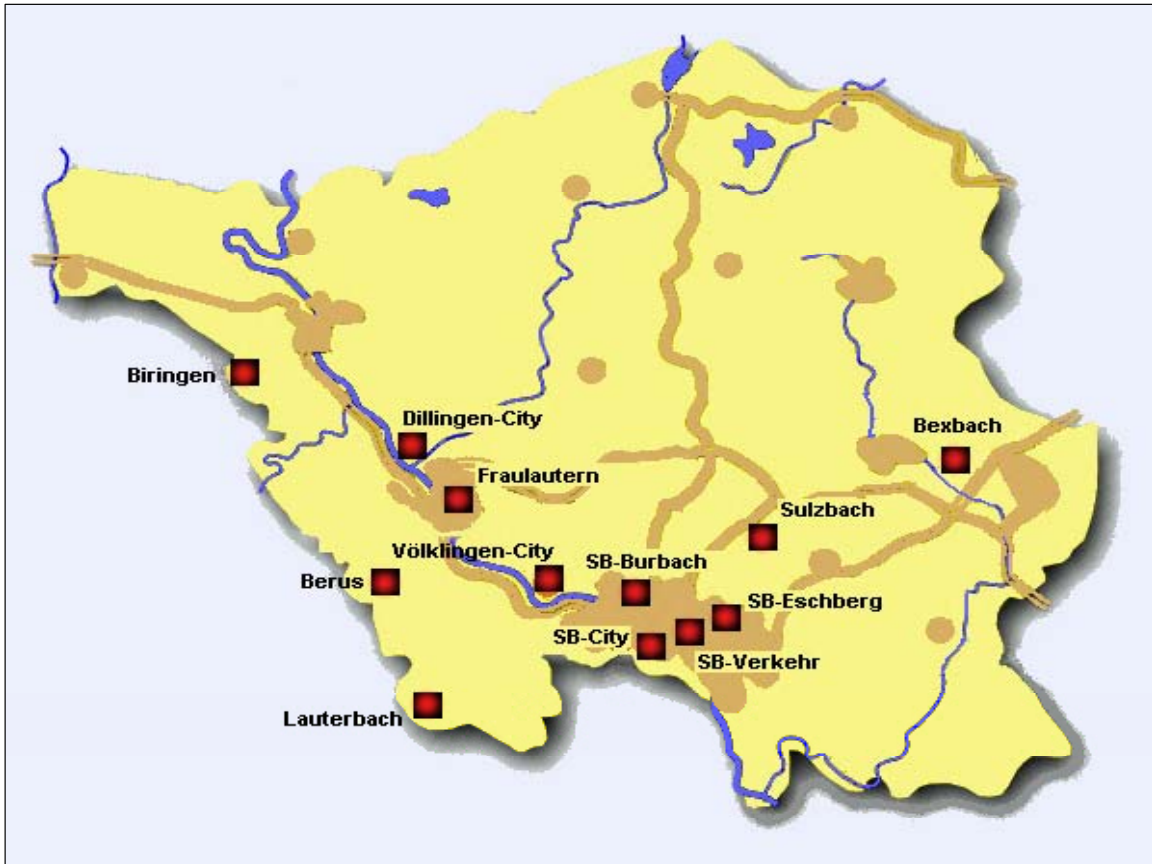 Biringen
Dillingen-City
Bexbach
Fraulautern
Sulzbach
Völklingen-City
SB-Burbach
Berus
SB-Eschberg
SB-City
SB-Verkehr
Lauterbach